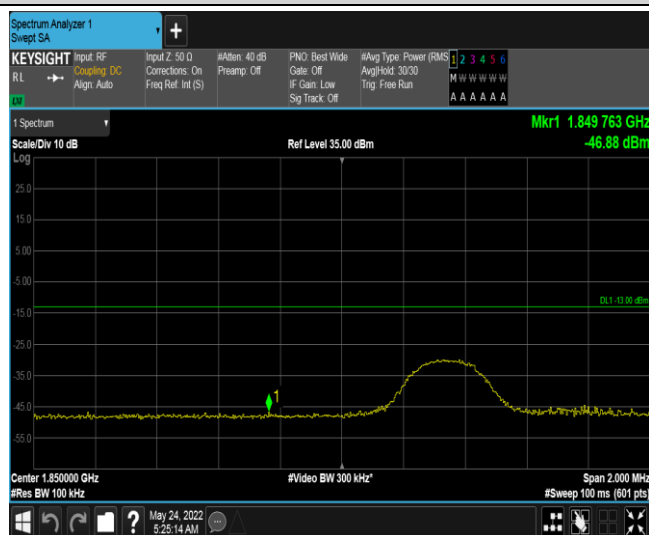 Spectrum Analyzer 1
Swept SA
+
KEYSIGHT
RL
LXI
Input: RF
Coupling: DC
Align: Auto
Input Z: 50 Ω
Corrections: On
Freq Ref: Int (S)
#Atten: 40 dB
Preamp: Off
PNO: Best Wide
Gate: Off
IF Gain: Low
Sig Track: Off
#Avg Type: Power (RMS
Avg|Hold: 30/30
Trig: Free Run
1 2 3 4 5 6
M W W W W W
A A A A A A
1 Spectrum
Scale/Div 10 dB
Ref Level 35.00 dBm
Mkr1 1.849 763 GHz
-46.88 dBm
Log
25.0
15.0
5.00
-5.00
-15.0
-25.0
-35.0
-45.0
-55.0
DL1 -13.00 dBm
1
Center 1.850000 GHz
#Video BW 300 kHz*
Span 2.000 MHz
#Res BW 100 kHz
#Sweep 100 ms (601 pts)
?
May 24, 2022
5:25:14 AM